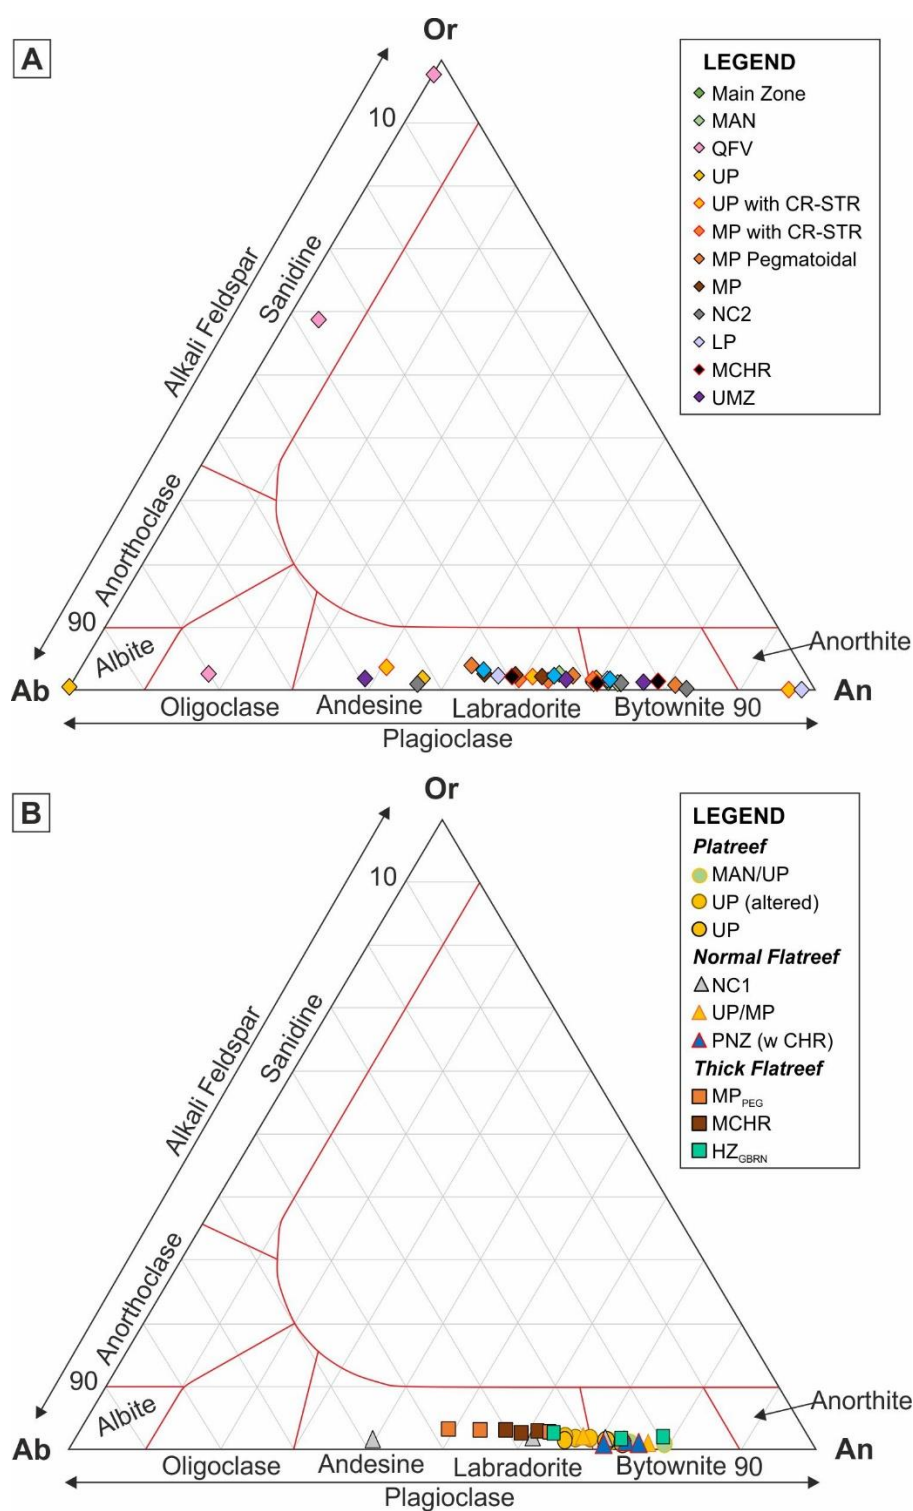 A
Or
10
Alkali Feldspar
Sanidine
Anorthoclase
90
Albite
Anorthite
Ab
An
Oligoclase
Andesine
Labradorite
Bytownite 90
Plagioclase
LEGEND
Main Zone
MAN
QFV
UP
UP with CR-STR
MP with CR-STR
MP Pegmatoidal
MP
NC2
LP
MCHR
UMZ
B
Or
10
Alkali Feldspar
Sanidine
Anorthoclase
90
Albite
Anorthite
Ab
An
Oligoclase
Andesine
Labradorite
Bytownite 90
Plagioclase
LEGEND
Platreef
MAN/UP
UP (altered)
UP
Normal Flatreef
NC1
UP/MP
PNZ (w CHR)
Thick Flatreef
MPPEG
MCHR
HZGBRN